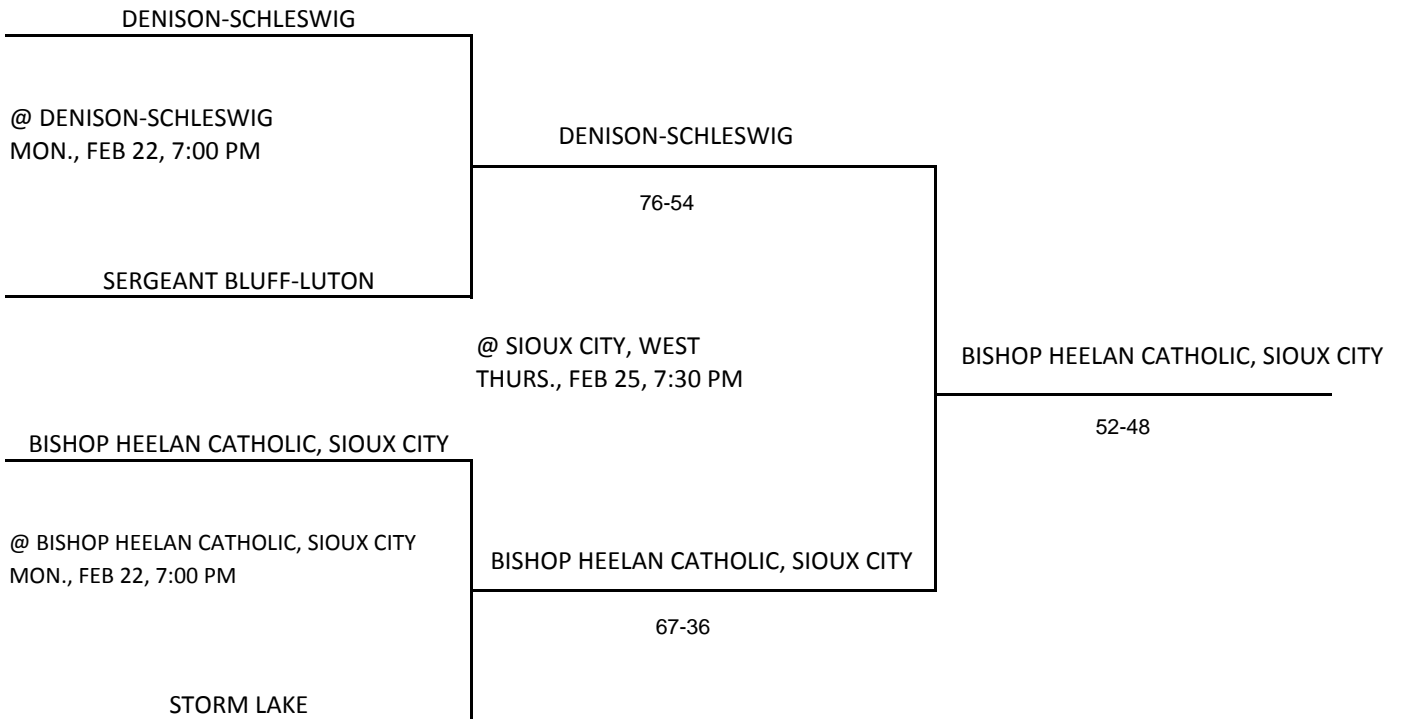 DENISON-SCHLESWIG
@ DENISON-SCHLESWIG
MON., FEB 22, 7:00 PM
DENISON-SCHLESWIG
76-54
SERGEANT BLUFF-LUTON
@ SIOUX CITY, WEST
THURS., FEB 25, 7:30 PM
BISHOP HEELAN CATHOLIC, SIOUX CITY
52-48
BISHOP HEELAN CATHOLIC, SIOUX CITY
@ BISHOP HEELAN CATHOLIC, SIOUX CITY
MON., FEB 22, 7:00 PM
BISHOP HEELAN CATHOLIC, SIOUX CITY
67-36
STORM LAKE